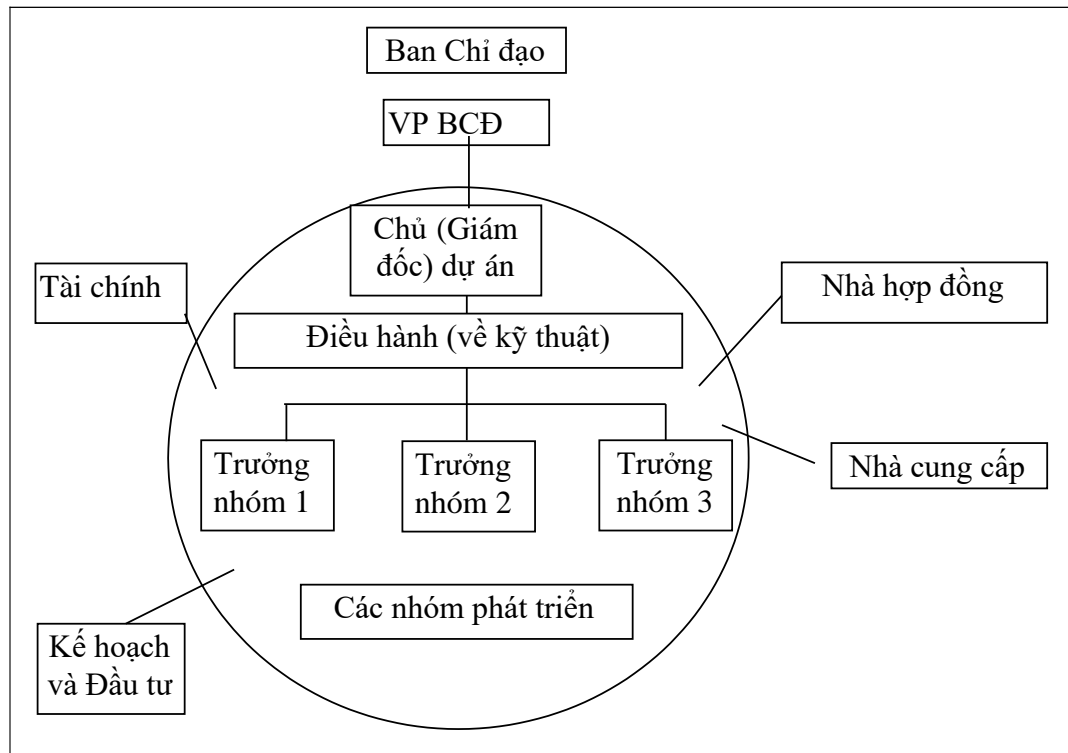 Ban Chỉ đạo
VP BCĐ
Chủ (Giám
đốc) dự án
Tài chính
Nhà hợp đồng
Điều hành (về kỹ thuật)
Trưởng
nhóm 1
Trưởng
nhóm 2
Trưởng
nhóm 3
Nhà cung cấp
Các nhóm phát triển
Kế hoạch
và Đầu tư